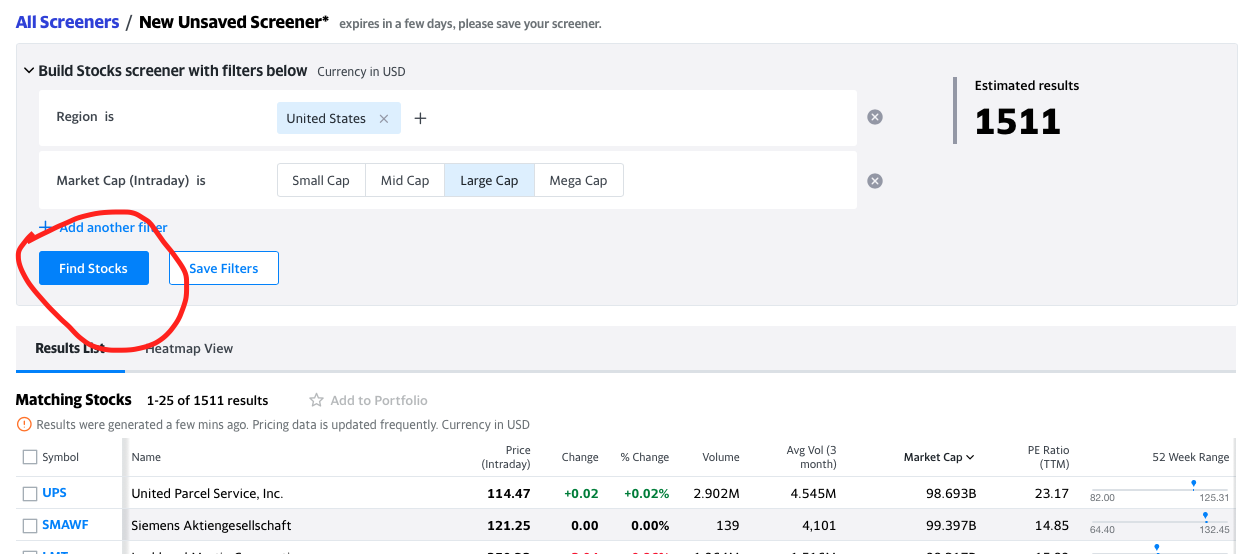 All Screeners / New Unsaved Screener* expires in a few days, please save your screener.
Build Stocks screener with filters below Currency in USD
Estimated results
1511
Region is United States × +
Market Cap (Intraday) is Small Cap Mid Cap Large Cap Mega Cap
+ Add another filter
Find Stocks Save Filters
Results List Heatmap View
Matching Stocks 1-25 of 1511 results Add to Portfolio
Results were generated a few mins ago. Pricing data is updated frequently. Currency in USD
Symbol Name Price (Intraday) Change % Change Volume Avg Vol (3 month) Market Cap PE Ratio (TTM) 52 Week Range
UPS United Parcel Service, Inc. 114.47 +0.02 +0.02% 2.902M 4.545M 98.693B 23.17 82.00 125.31
SMAWF Siemens Aktiengesellschaft 121.25 0.00 0.00% 139 4,101 99.397B 14.85 64.40 132.45